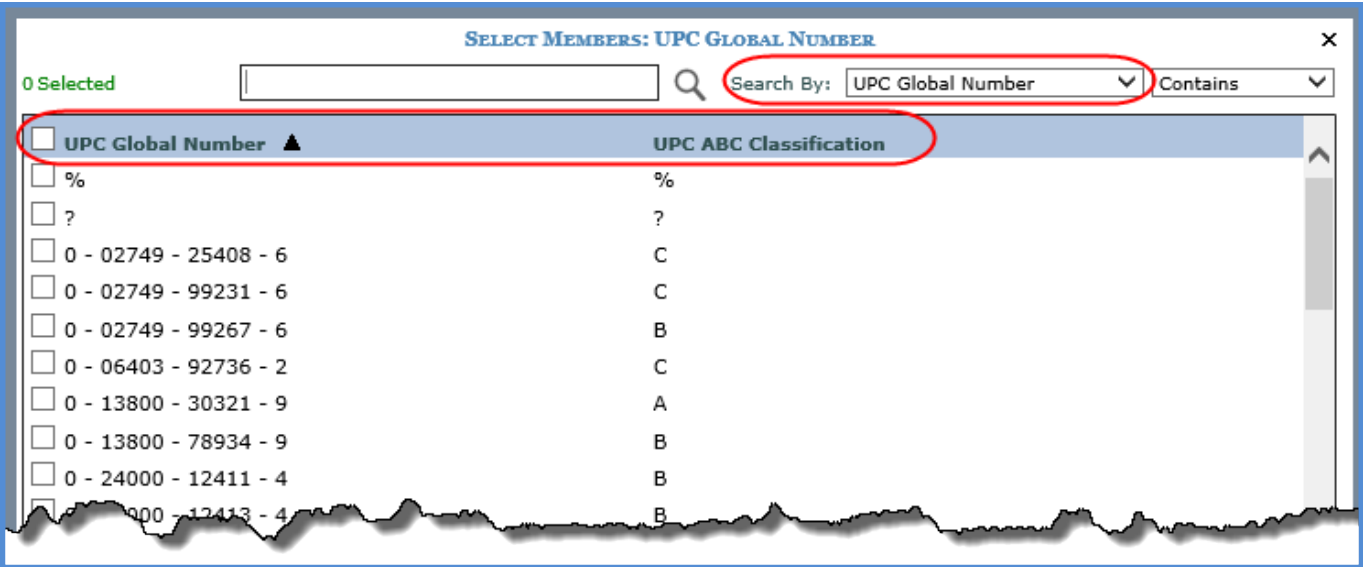 SELECT MEMBERS: UPC GLOBAL NUMBER
0 Selected Search By: UPC Global Number Contains
UPC Global Number ▲ UPC ABC Classification
% %
? ?
0 - 02749 - 25408 - 6 C
0 - 02749 - 99231 - 6 C
0 - 02749 - 99267 - 6 B
0 - 06403 - 92736 - 2 C
0 - 13800 - 30321 - 9 A
0 - 13800 - 78934 - 9 B
0 - 24000 - 12411 - 4 B
- 12413 - 4 B